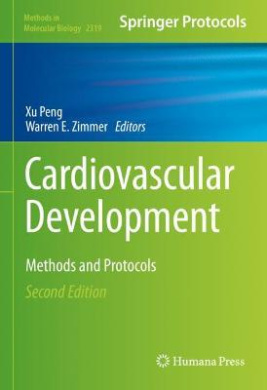 Methods in
Molecular Biology 2319
Springer Protocols
Xu Peng
Warren E. Zimmer Editors
Cardiovascular
Development
Methods and Protocols
Second Edition
Humana Press